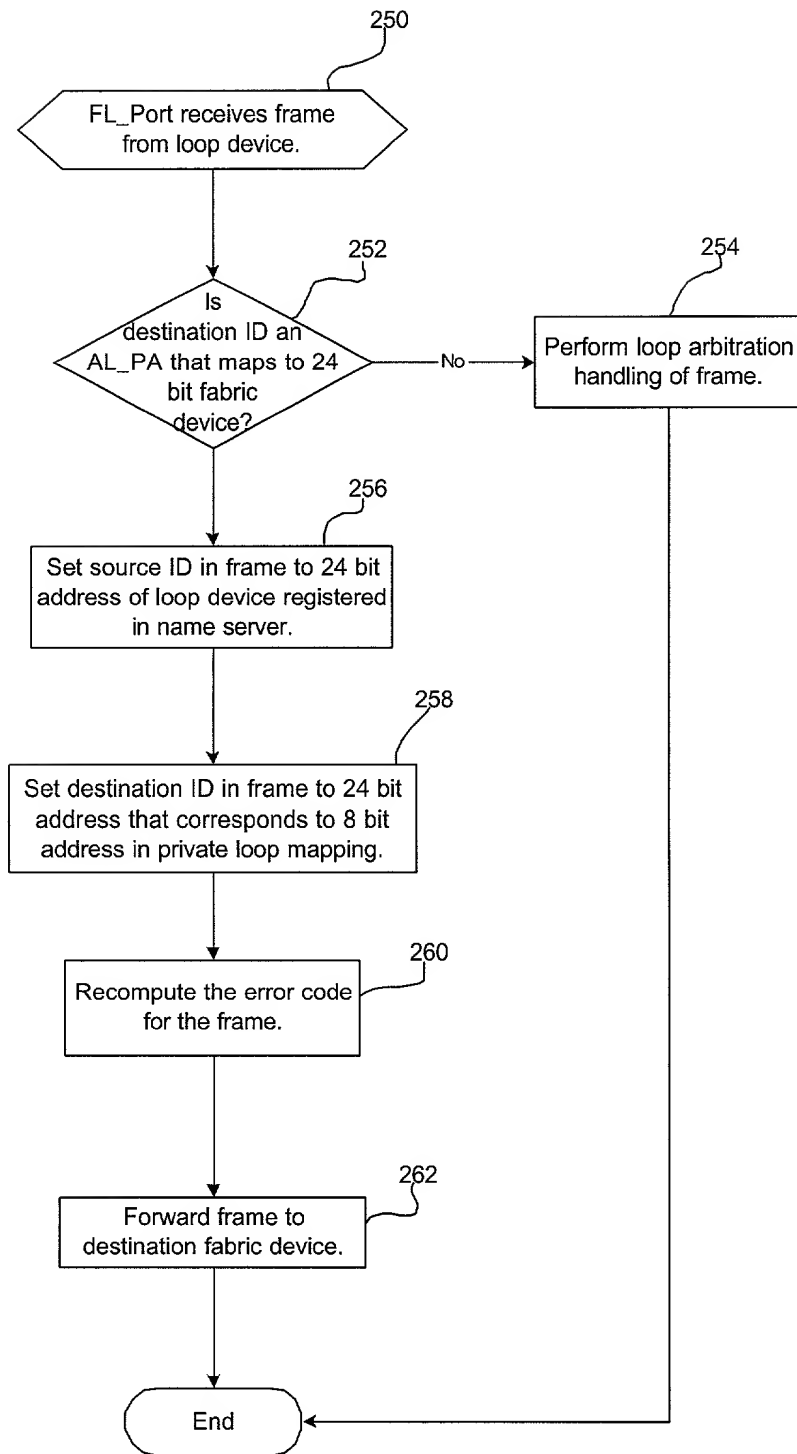 250
FL_Port receives frame
from loop device.
252
Is
destination ID an
AL_PA that maps to 24
bit fabric
device?
No
254
Perform loop arbitration
handling of frame.
256
Set source ID in frame to 24 bit
address of loop device registered
in name server.
258
Set destination ID in frame to 24 bit
address that corresponds to 8 bit
address in private loop mapping.
260
Recompute the error code
for the frame.
262
Forward frame to
destination fabric device.
End